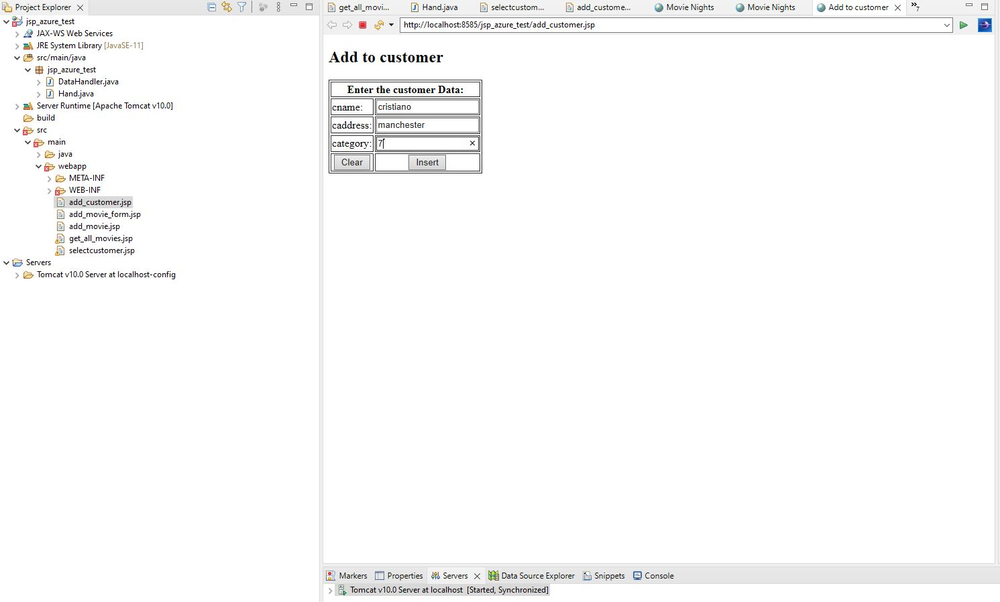 Project Explorer
jsp_azure_test
JAX-WS Web Services
JRE System Library [JavaSE-11]
src/main/java
jsp_azure_test
DataHandler.java
Hand.java
Server Runtime [Apache Tomcat v10.0]
build
src
main
java
webapp
META-INF
WEB-INF
add_customer.jsp
add_movie_form.jsp
add_movie.jsp
get_all_movies.jsp
selectcustomer.jsp
Servers
Tomcat v10.0 Server at localhost-config
get_all_movi... Hand.java selectcustom... add_custome... Movie Nights Movie Nights Add to customer 7
http://localhost:8585/jsp_azure_test/add_customer.jsp
Add to customer
Enter the customer Data:
cname: cristiano
caddress: manchester
category: 7
Clear Insert
Markers Properties Servers Data Source Explorer Snippets Console
Tomcat v10.0 Server at localhost [Started, Synchronized]